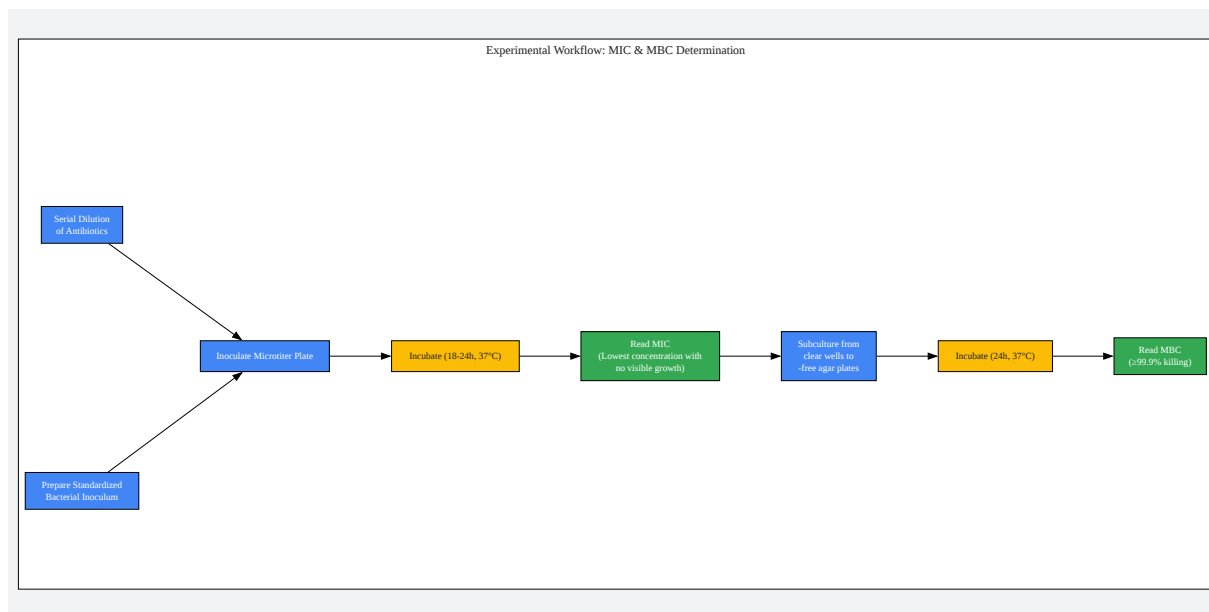 Experimental Workflow: MIC & MBC Determination
Serial Dilution
of Antibiotics
Prepare Standardized
Bacterial Inoculum
Inoculate Microtiter Plate
Incubate (18-24h, 37°C)
Read MIC
(Lowest concentration with
no visible growth)
Subculture from
clear wells to
-free agar plates
Incubate (24h, 37°C)
Read MBC
(≥99.9% killing)